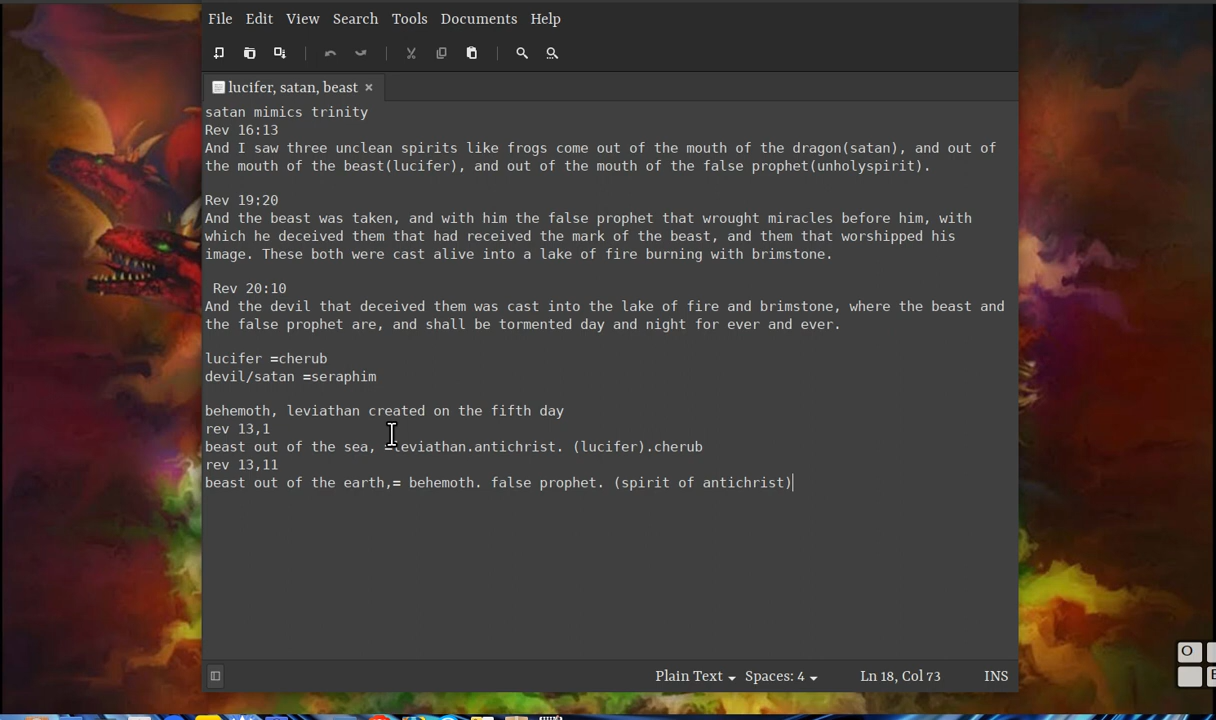 File Edit View Search Tools Documents Help
lucifer, satan, beast ×
satan mimics trinity
Rev 16:13
And I saw three unclean spirits like frogs come out of the mouth of the dragon(satan), and out of
the mouth of the beast(lucifer), and out of the mouth of the false prophet(unholyspirit).
Rev 19:20
And the beast was taken, and with him the false prophet that wrought miracles before him, with
which he deceived them that had received the mark of the beast, and them that worshipped his
image. These both were cast alive into a lake of fire burning with brimstone.
Rev 20:10
And the devil that deceived them was cast into the lake of fire and brimstone, where the beast and
the false prophet are, and shall be tormented day and night for ever and ever.
lucifer =cherub
devil/satan =seraphim
behemoth, leviathan created on the fifth day
rev 13,1
beast out of the sea, =leviathan.antichrist. (lucifer).cherub
rev 13,11
beast out of the earth,= behemoth. false prophet. (spirit of antichrist)
Plain Text Spaces: 4 Ln 18, Col 73 INS
O
E